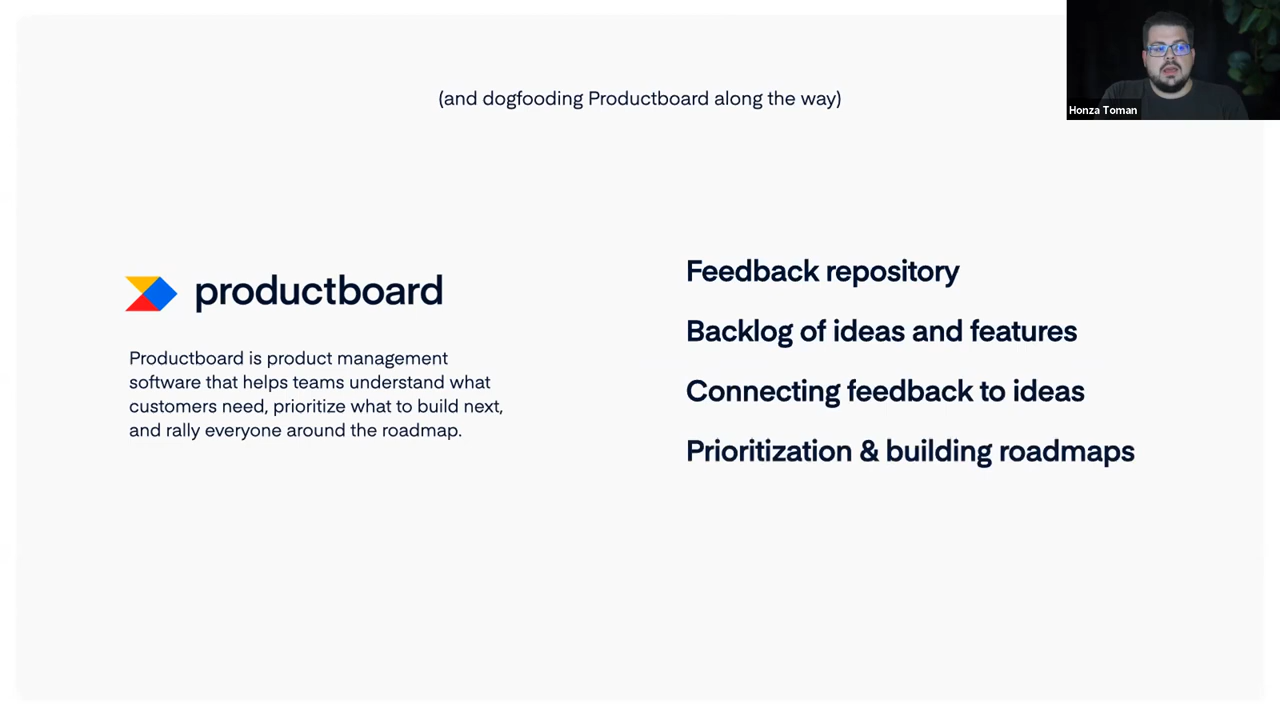 (and dogfooding Productboard along the way)
Honza Toman
productboard
Productboard is product management
software that helps teams understand what
customers need, prioritize what to build next,
and rally everyone around the roadmap.
Feedback repository
Backlog of ideas and features
Connecting feedback to ideas
Prioritization & building roadmaps